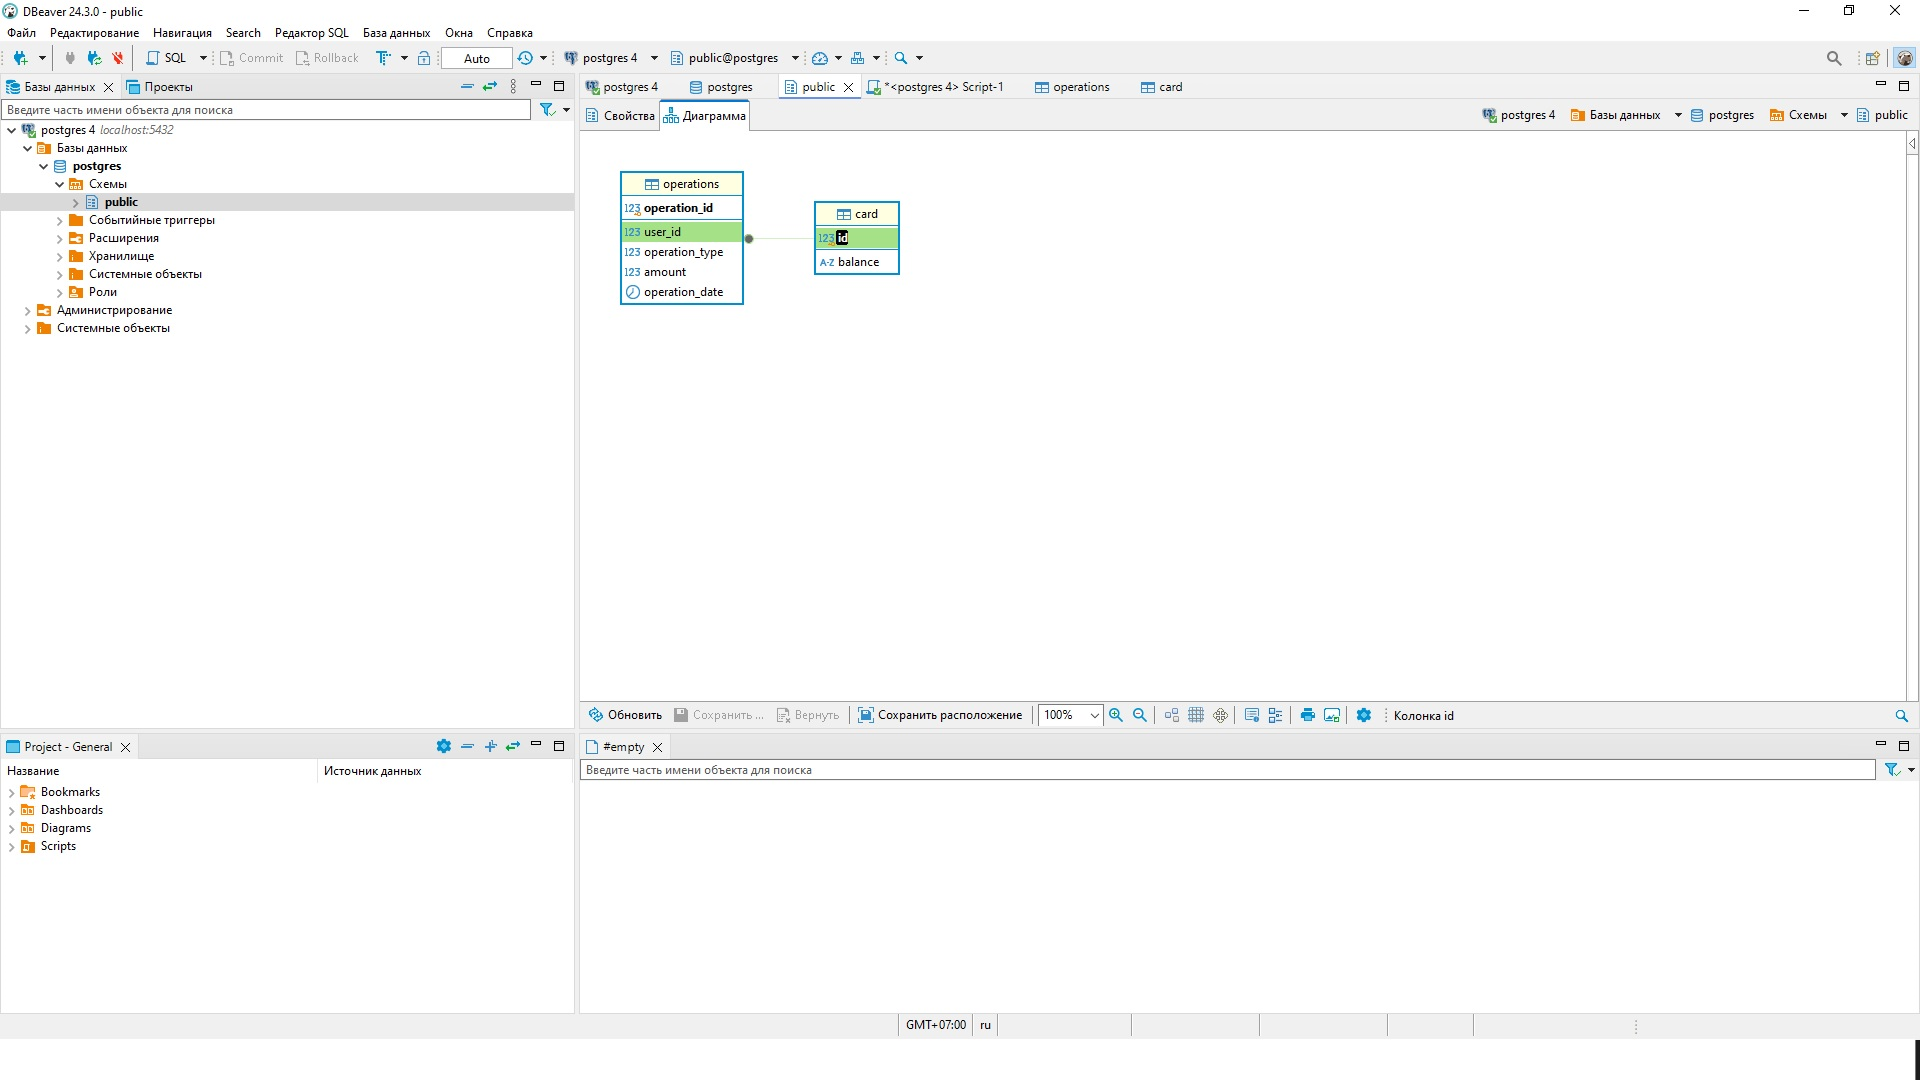 DBeaver 24.3.0 - public
Файл Редактирование Навигация Search Редактор SQL База данных Окна Справка
SQL Commit Rollback Auto postgres 4 public@postgres
Базы данных Проекты
Введите часть имени объекта для поиска
postgres 4 localhost:5432
Базы данных
postgres
Схемы
public
Событийные триггеры
Расширения
Хранилище
Системные объекты
Роли
Администрирование
Системные объекты
postgres 4 postgres public *<postgres 4> Script-1 operations card
Свойства Диаграмма postgres 4 Базы данных postgres Схемы public
operations
123 operation_id
123 user_id
123 operation_type
123 amount
operation_date
card
123 id
A-Z balance
Обновить Сохранить ... Вернуть Сохранить расположение 100% Колонка id
Project - General
Название Источник данных
Bookmarks
Dashboards
Diagrams
Scripts
#empty
Введите часть имени объекта для поиска
GMT+07:00 ru